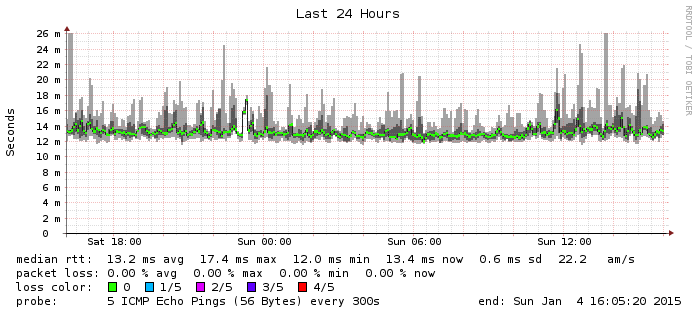 Last 24 Hours
RRDTOOL / TOBI OETIKER
Seconds
26 m
24 m
22 m
20 m
18 m
16 m
14 m
12 m
10 m
8 m
6 m
4 m
2 m
0
Sat 18:00 Sun 00:00 Sun 06:00 Sun 12:00
median rtt: 13.2 ms avg 17.4 ms max 12.0 ms min 13.4 ms now 0.6 ms sd 22.2 am/s
packet loss: 0.00 % avg 0.00 % max 0.00 % min 0.00 % now
loss color: 0 1/5 2/5 3/5 4/5
probe: 5 ICMP Echo Pings (56 Bytes) every 300s end: Sun Jan 4 16:05:20 2015